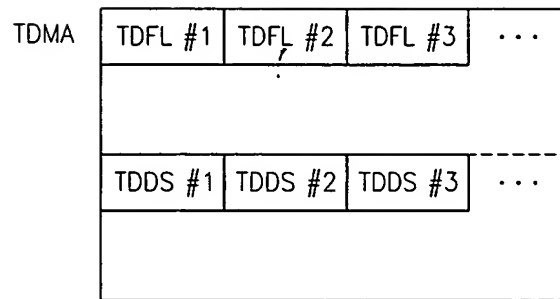 TDMA TDFL #1 TDFL #2 TDFL #3 ...
TDDS #1 TDDS #2 TDDS #3 ...